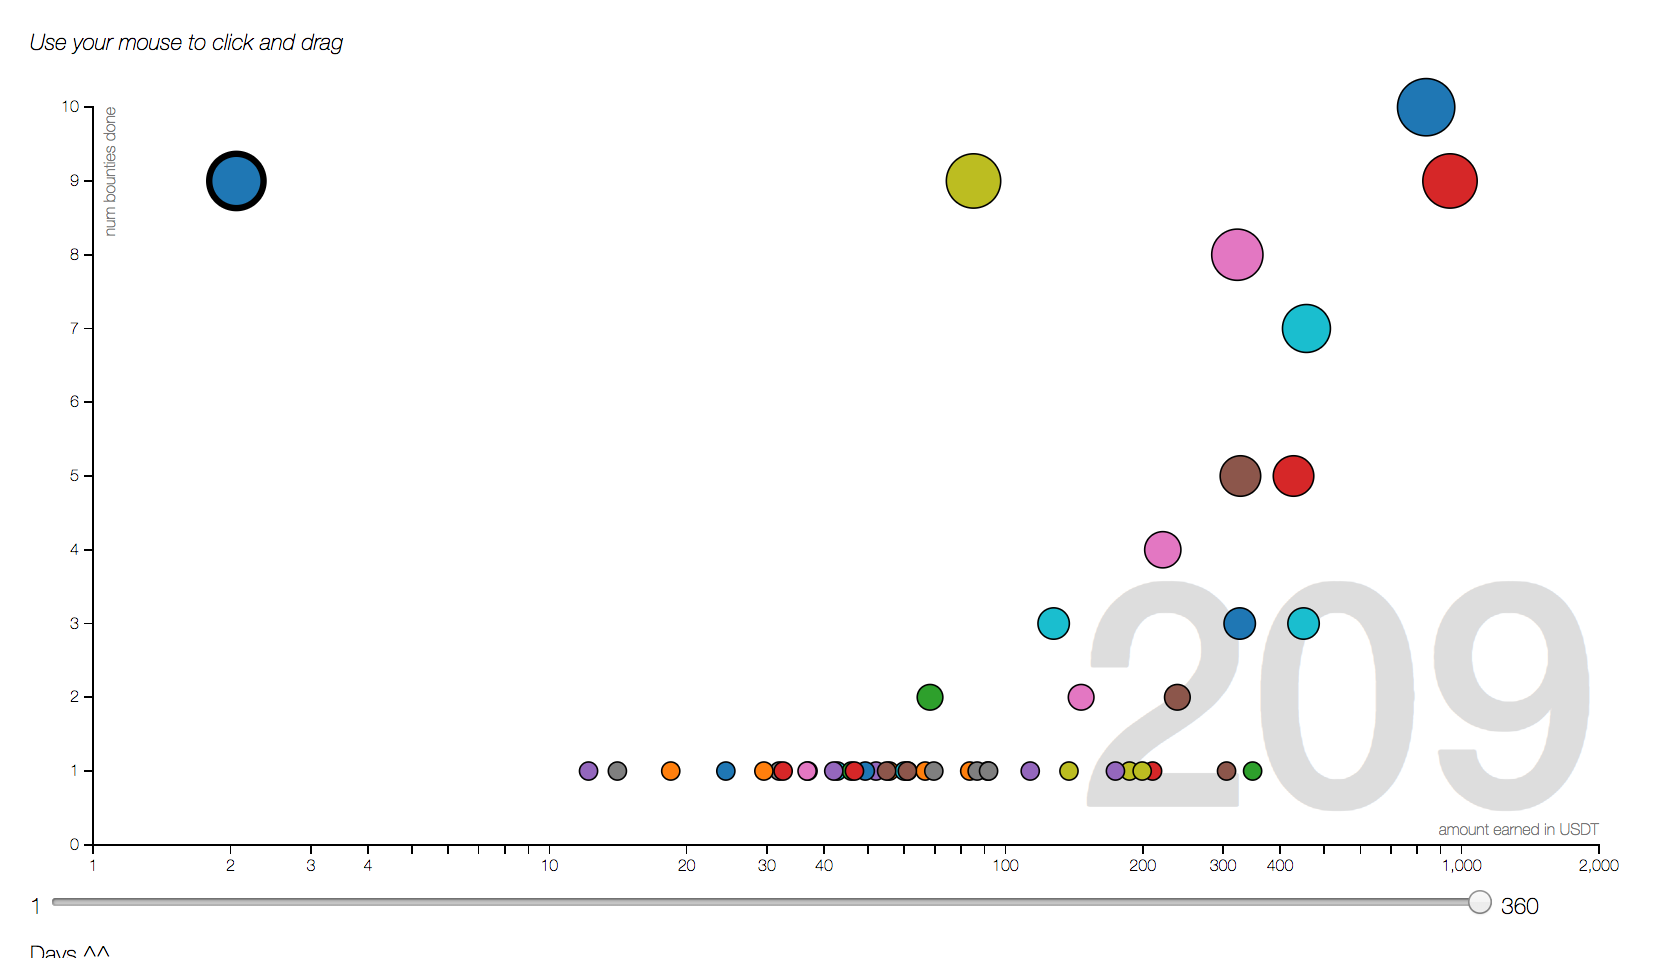 Use your mouse to click and drag
10
num bounties done
9
8
7
6
5
4
3
2
1
0
209
amount earned in USDT
1 2 3 4 10 20 30 40 100 200 300 400 1,000 2,000
1 360
Days ^^